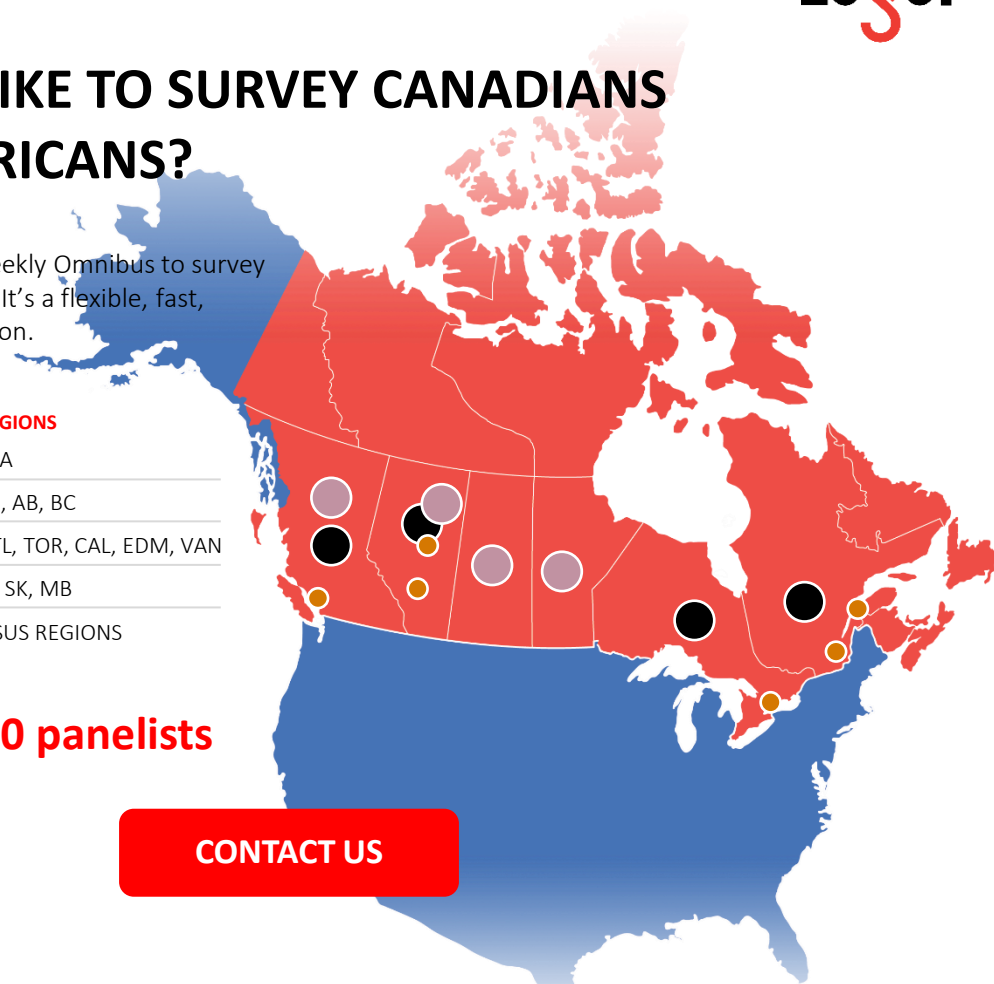 IKE TO SURVEY CANADIANS
RICANS?
eekly Omnibus to survey
It's a flexible, fast,
on.
GIONS
A
, AB, BC
TL, TOR, CAL, EDM, VAN
SK, MB
SUS REGIONS
0 panelists
CONTACT US